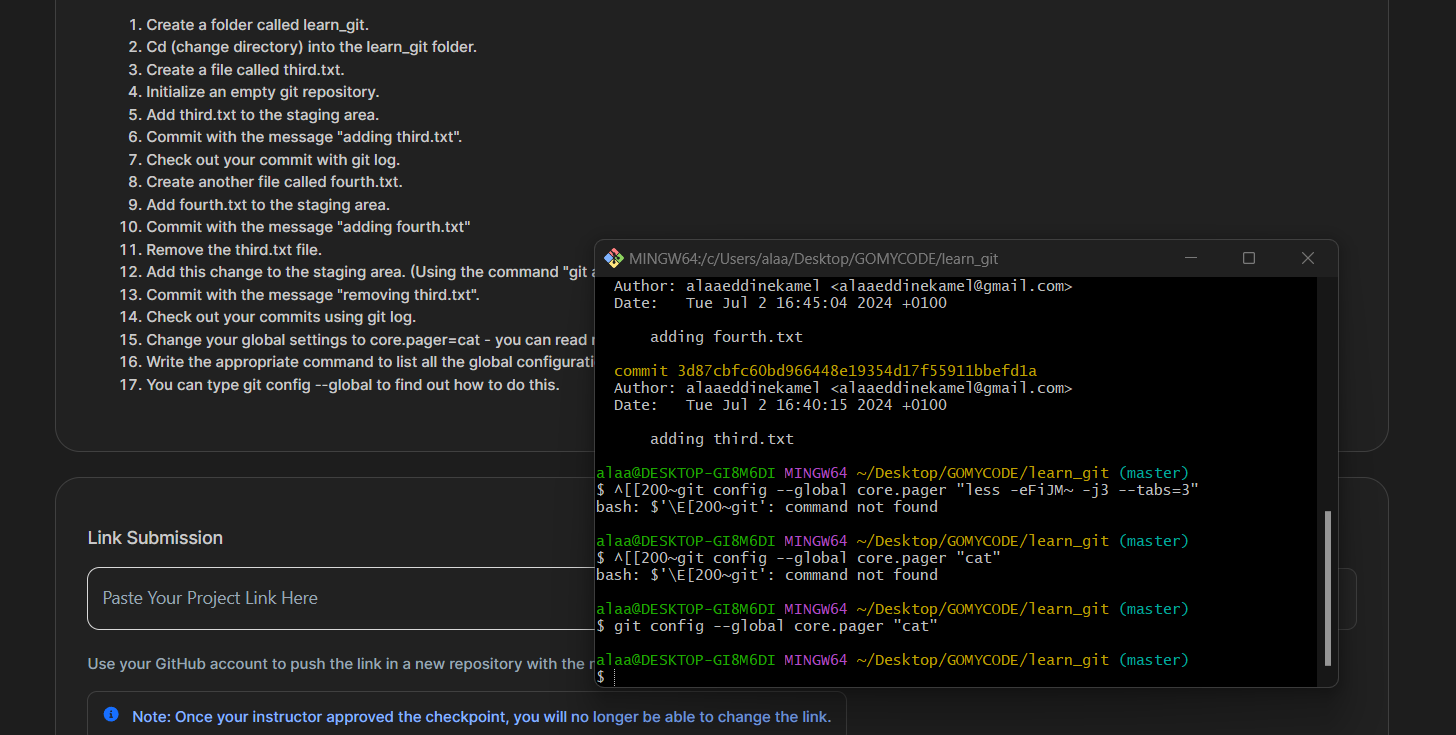 1. Create a folder called learn_git.
2. Cd (change directory) into the learn_git folder.
3. Create a file called third.txt.
4. Initialize an empty git repository.
5. Add third.txt to the staging area.
6. Commit with the message "adding third.txt".
7. Check out your commit with git log.
8. Create another file called fourth.txt.
9. Add fourth.txt to the staging area.
10. Commit with the message "adding fourth.txt"
11. Remove the third.txt file.
12. Add this change to the staging area. (Using the command "git a
13. Commit with the message "removing third.txt".
14. Check out your commits using git log.
15. Change your global settings to core.pager=cat - you can read
16. Write the appropriate command to list all the global configurati
17. You can type git config --global to find out how to do this.
Link Submission
Paste Your Project Link Here
Use your GitHub account to push the link in a new repository with the
Note: Once your instructor approved the checkpoint, you will no longer be able to change the link.
MINGW64:/c/Users/alaa/Desktop/GOMYCODE/learn_git
Author: alaaeddinekamel <alaaeddinekamel@gmail.com>
Date:   Tue Jul 2 16:45:04 2024 +0100
adding fourth.txt
commit 3d87cbfc60bd966448e19354d17f55911bbefd1a
Author: alaaeddinekamel <alaaeddinekamel@gmail.com>
Date:   Tue Jul 2 16:40:15 2024 +0100
adding third.txt
alaa@DESKTOP-GI8M6DI MINGW64 ~/Desktop/GOMYCODE/learn_git (master)
$ ^[[200~git config --global core.pager "less -eFiJM~ -j3 --tabs=3"
bash: $'\E[200~git': command not found
alaa@DESKTOP-GI8M6DI MINGW64 ~/Desktop/GOMYCODE/learn_git (master)
$ ^[[200~git config --global core.pager "cat"
bash: $'\E[200~git': command not found
alaa@DESKTOP-GI8M6DI MINGW64 ~/Desktop/GOMYCODE/learn_git (master)
$ git config --global core.pager "cat"
alaa@DESKTOP-GI8M6DI MINGW64 ~/Desktop/GOMYCODE/learn_git (master)
$